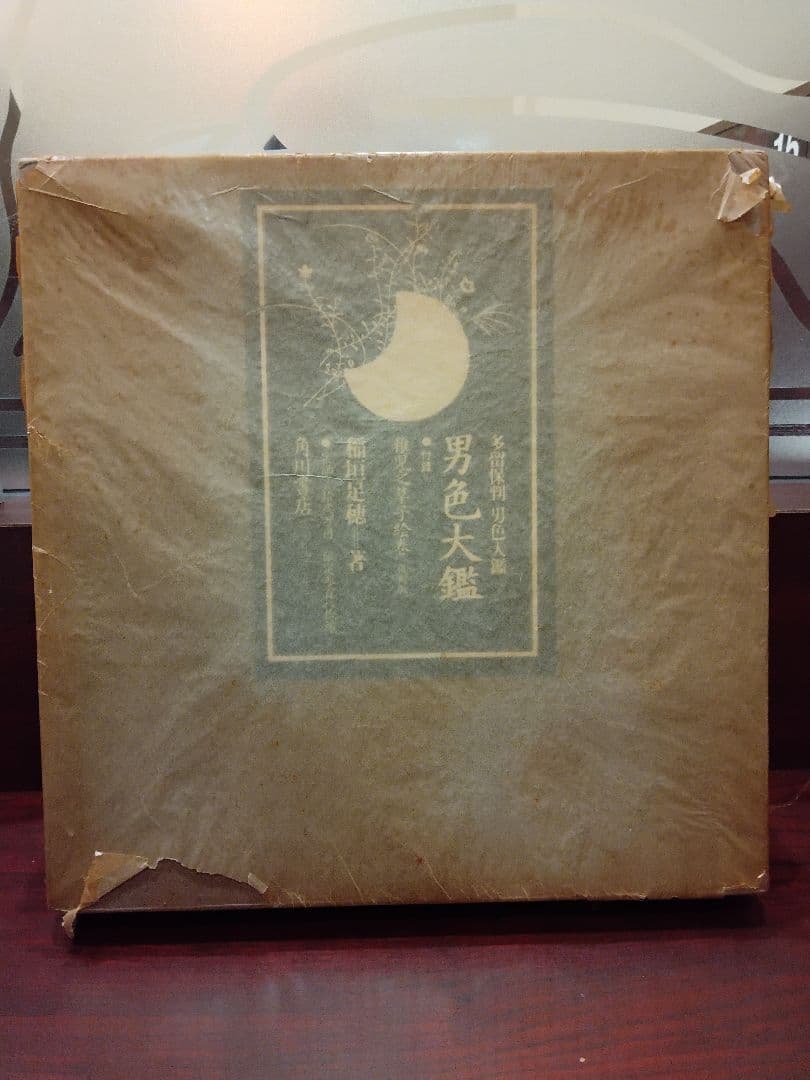 多留保判 男色大鑑
男色大鑑
●付録
稚児之草子絵巻
稲垣足穂──著
角川書店